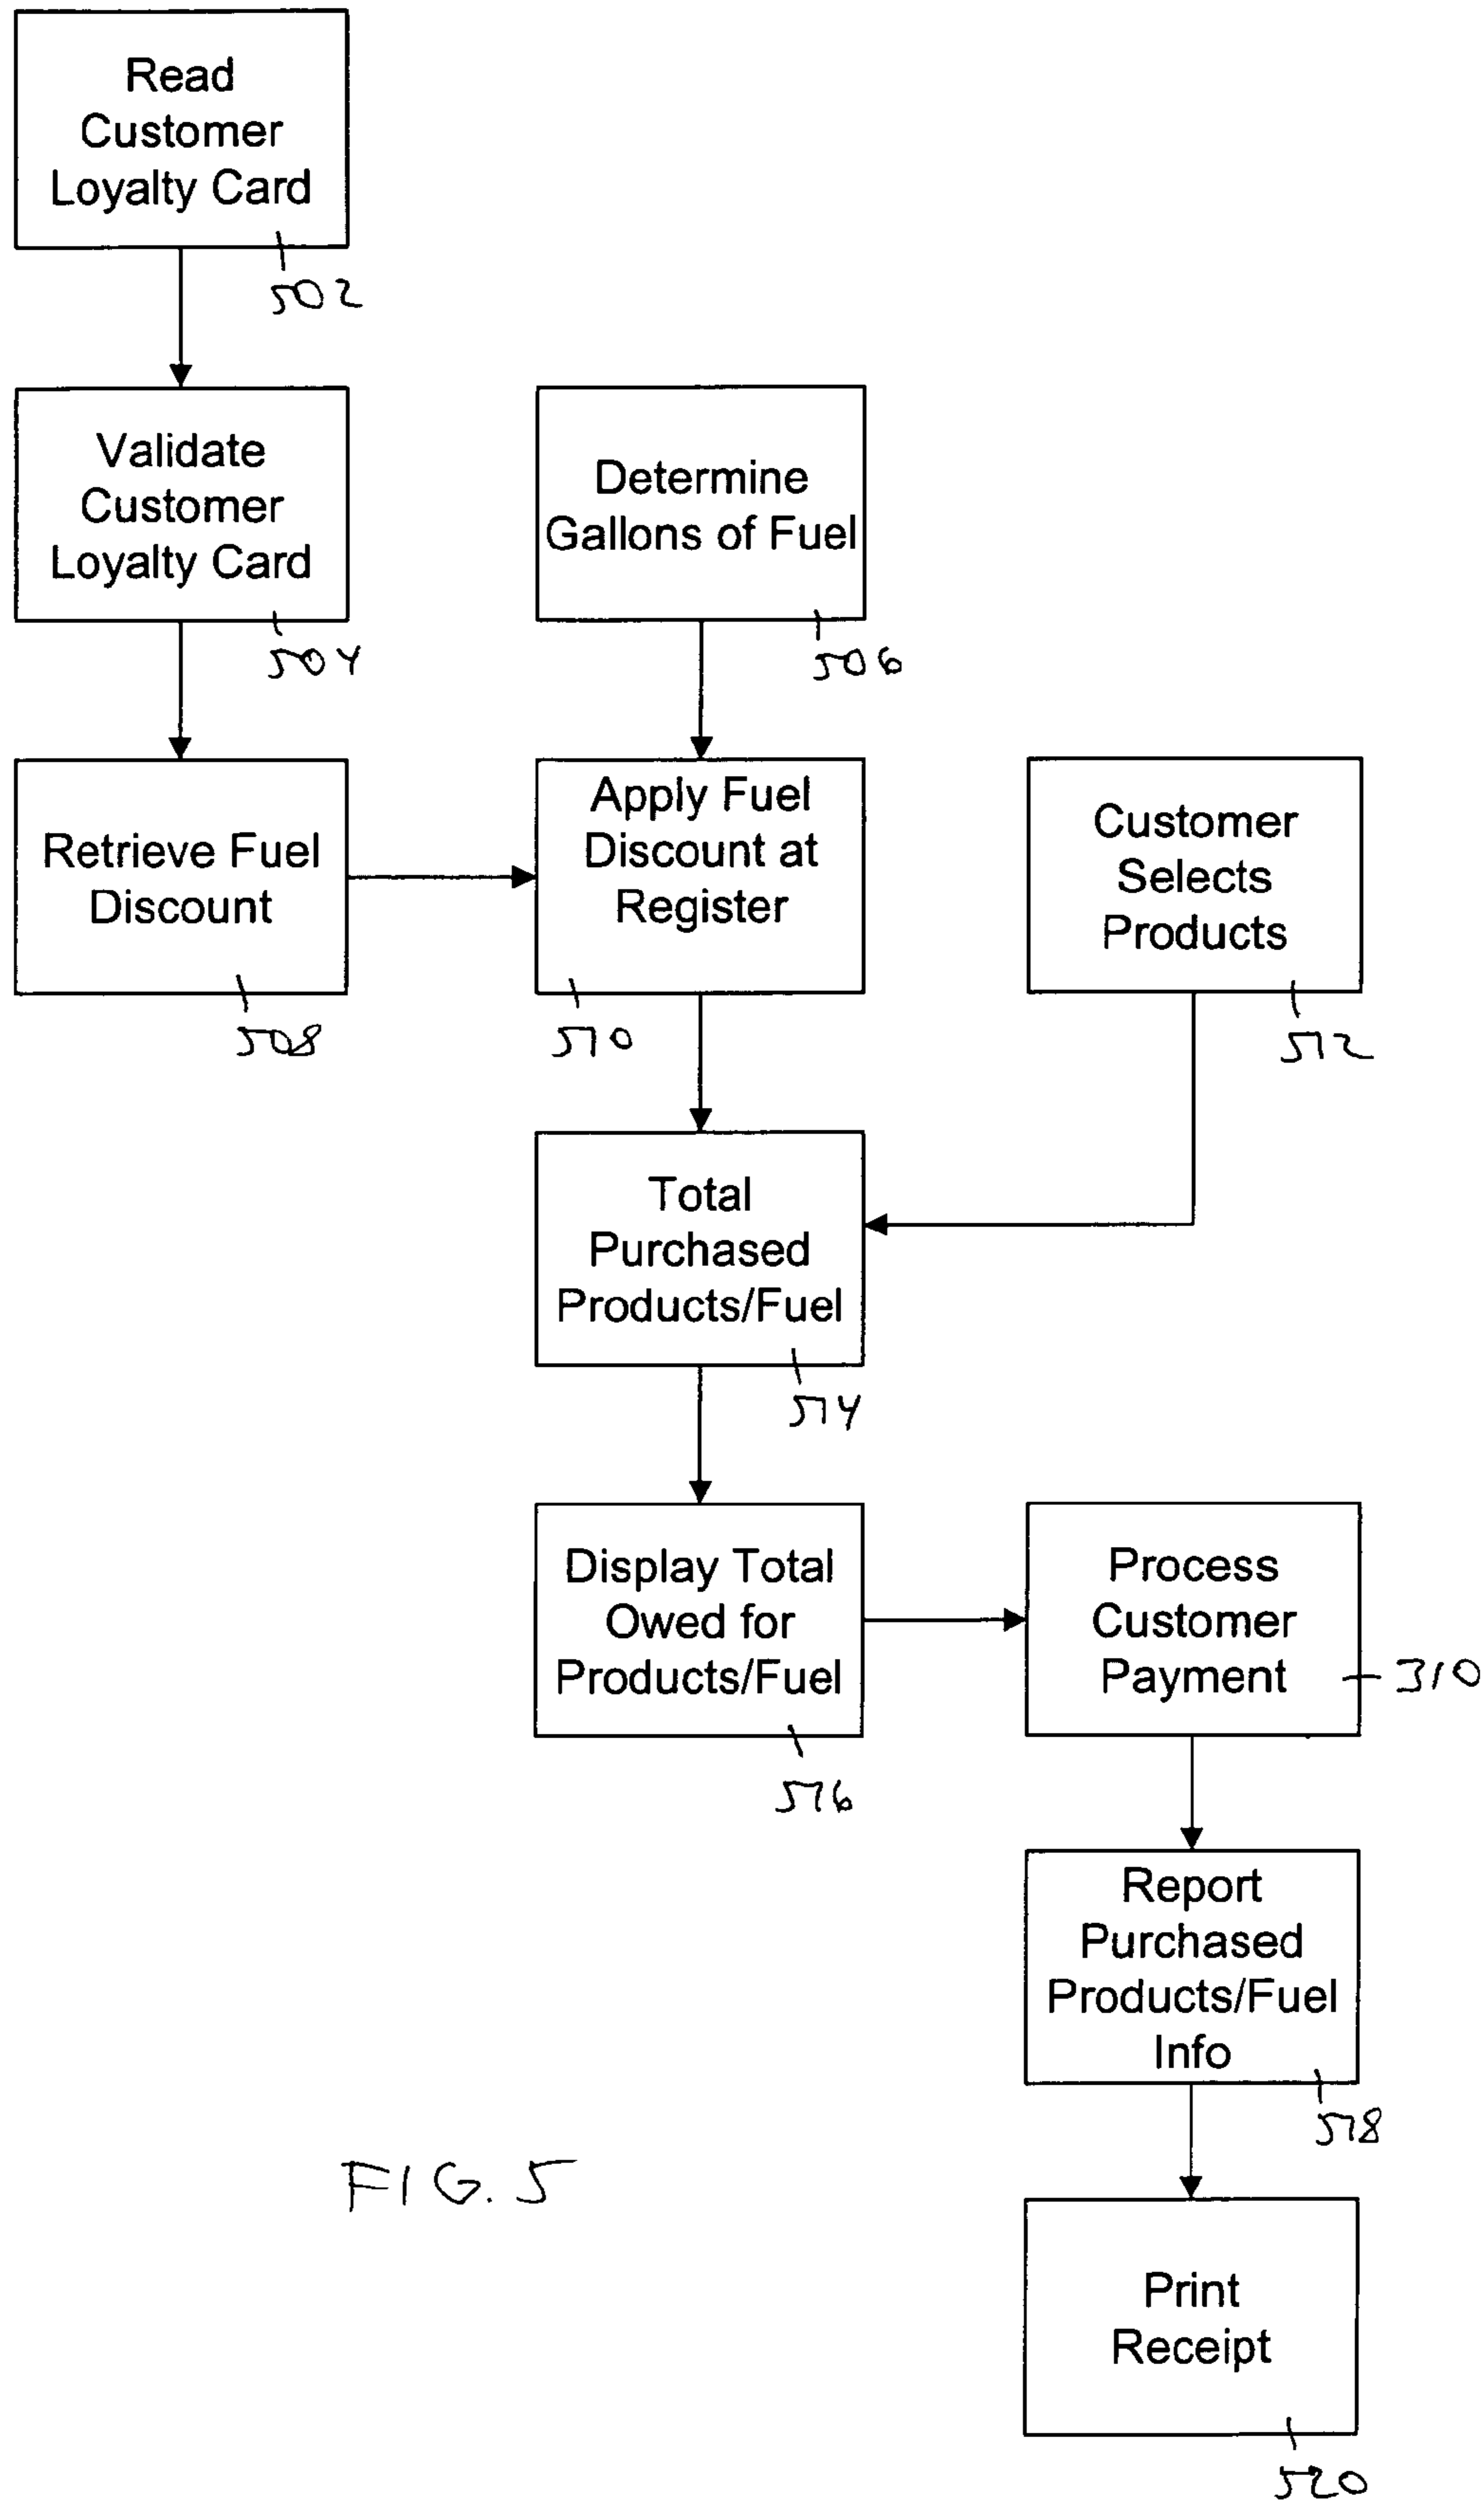 Read
Customer
Loyalty Card
502
Validate
Customer
Loyalty Card
504
Determine
Gallons of Fuel
506
Retrieve Fuel
Discount
508
Apply Fuel
Discount at
Register
510
Customer
Selects
Products
512
Total
Purchased
Products/Fuel
514
Display Total
Owed for
Products/Fuel
516
Process
Customer
Payment
310
Report
Purchased
Products/Fuel
Info
518
Print
Receipt
520
FIG. 5